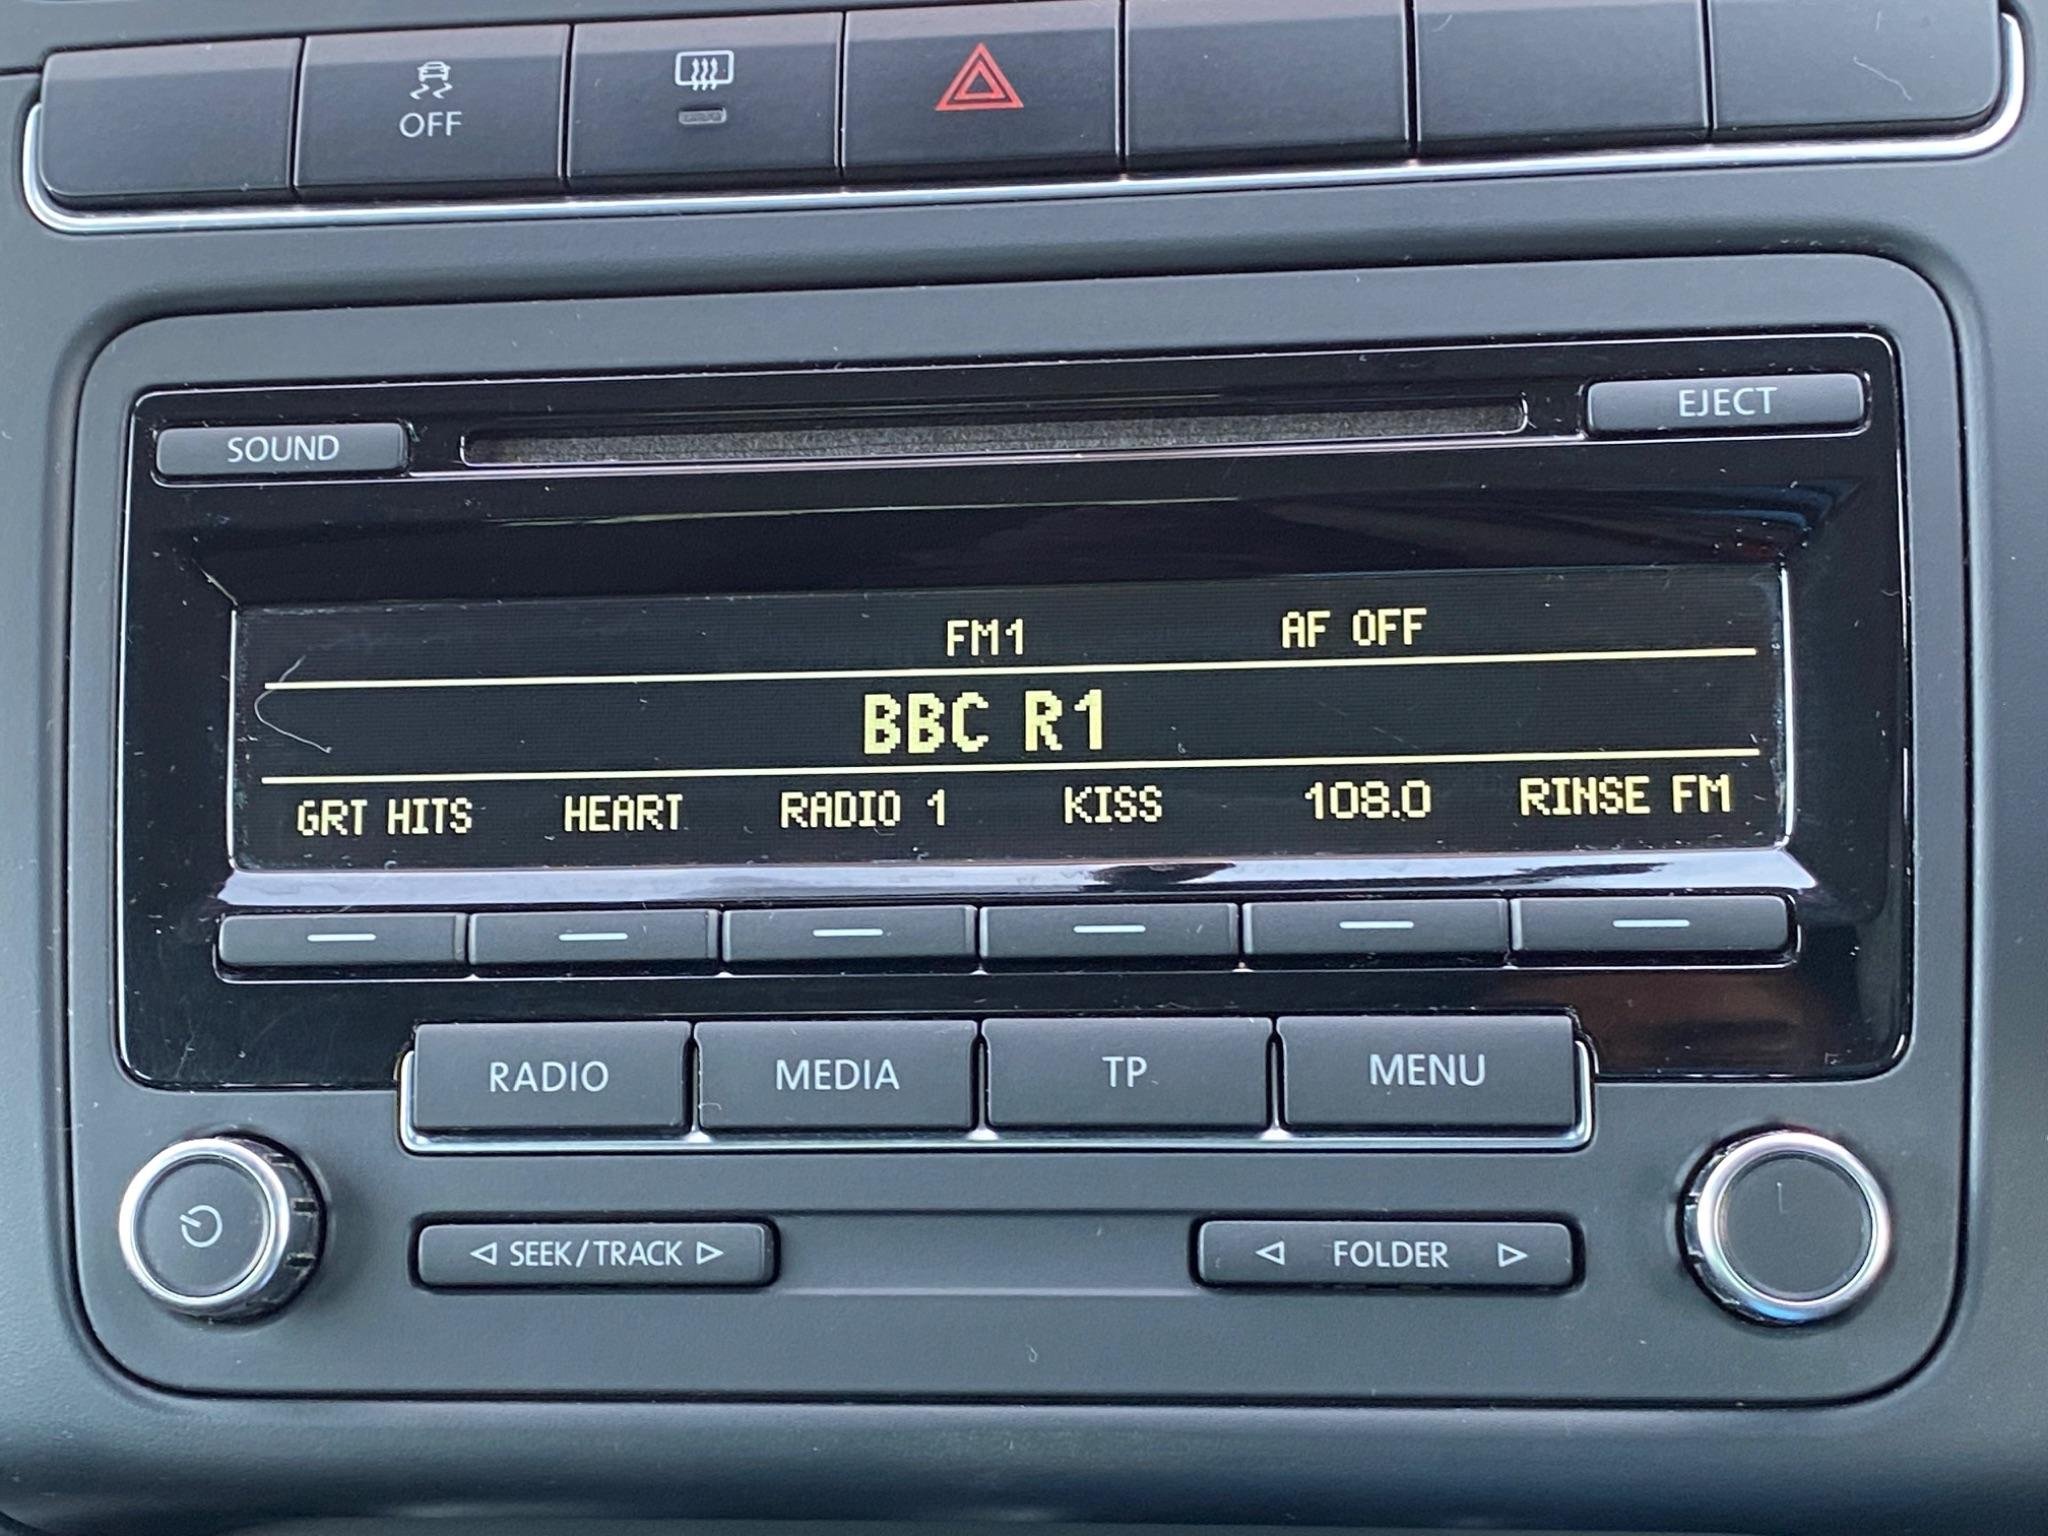 OFF
SOUND EJECT
FM1 AF OFF
BBC R1
GRT HITS HEART RADIO 1 KISS 108.0 RINSE FM
RADIO MEDIA TP MENU
SEEK/TRACK FOLDER